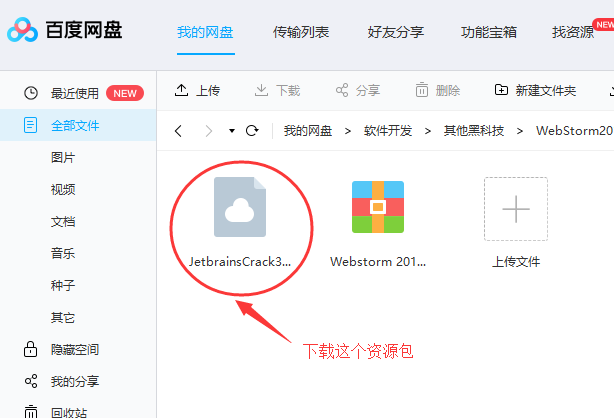 百度网盘 我的网盘 传输列表 好友分享 功能宝箱 找资源 NEW
最近使用 NEW 上传 下载 分享 删除 新建文件夹
全部文件 我的网盘 > 软件开发 > 其他黑科技 > WebStorm20
图片
视频
文档
音乐
种子
其它
隐藏空间
我的分享
回收站
JetbrainsCrack3... Webstorm 201... 上传文件
下载这个资源包